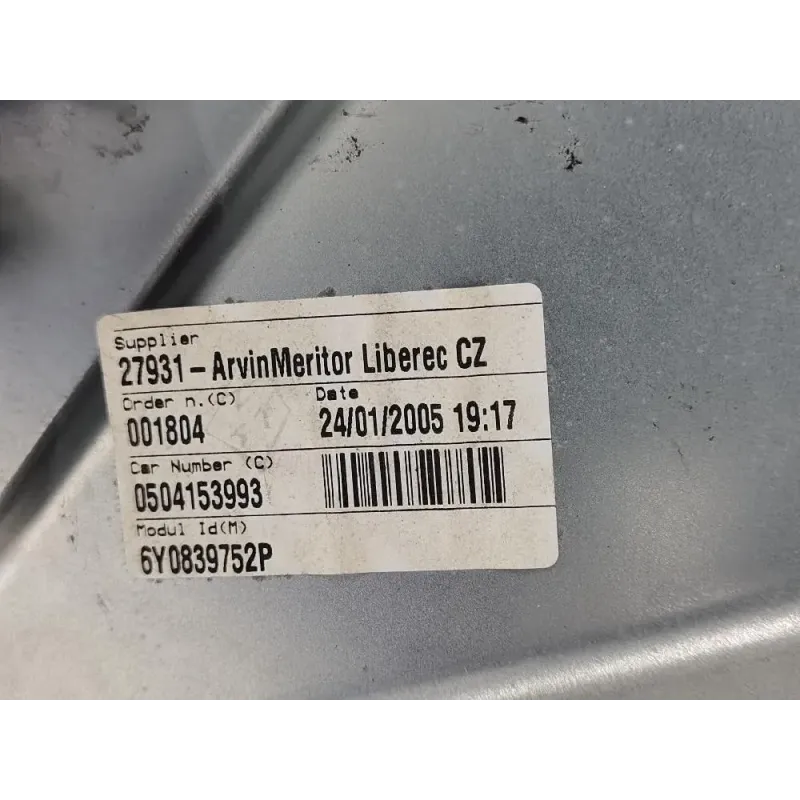 Supplier
27931-ArvinMeritor Liberec CZ
Order n.(C) Date
001804 24/01/2005 19:17
Car Number (C)
0504153993
Modul Id(M)
6Y0839752P